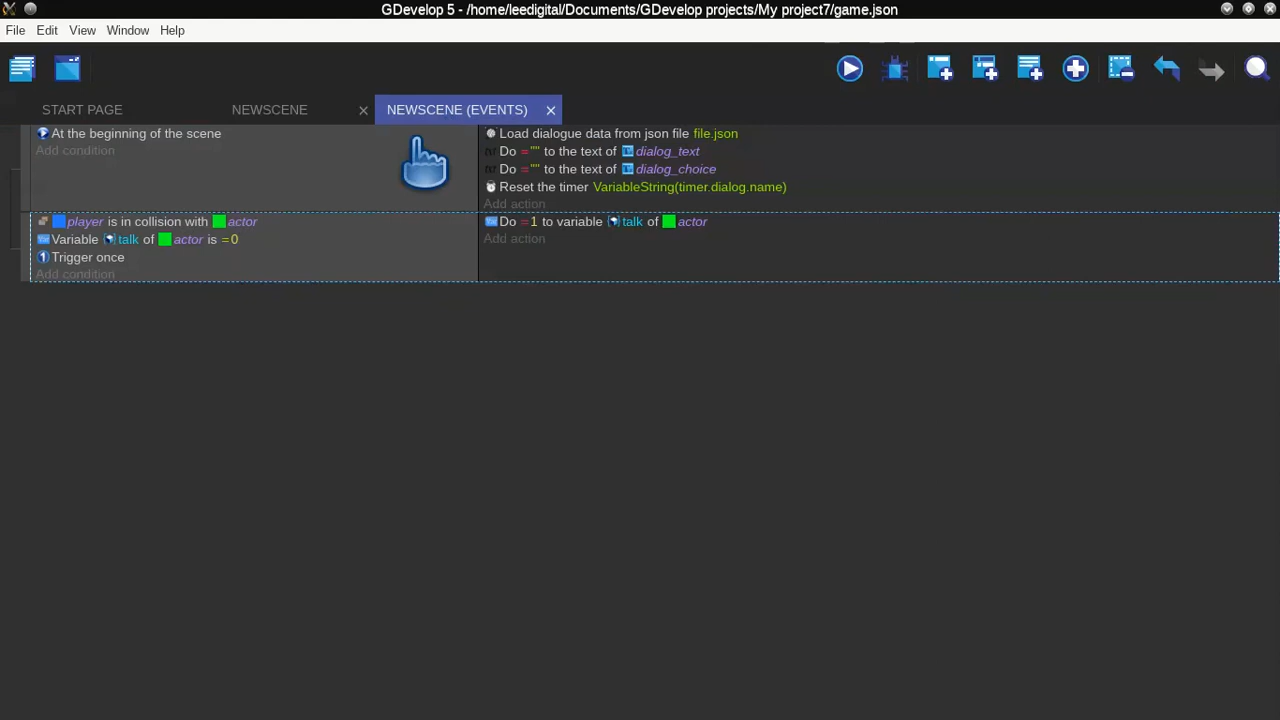 GDevelop 5 - /home/leedigital/Documents/GDevelop projects/My project7/game.json
File Edit View Window Help
START PAGE NEWSCENE NEWSCENE (EVENTS)
At the beginning of the scene
Add condition
Load dialogue data from json file file.json
Do ="" to the text of dialog_text
Do ="" to the text of dialog_choice
Reset the timer VariableString(timer.dialog.name)
Add action
player is in collision with actor
Variable talk of actor is =0
Trigger once
Add condition
Do =1 to variable talk of actor
Add action